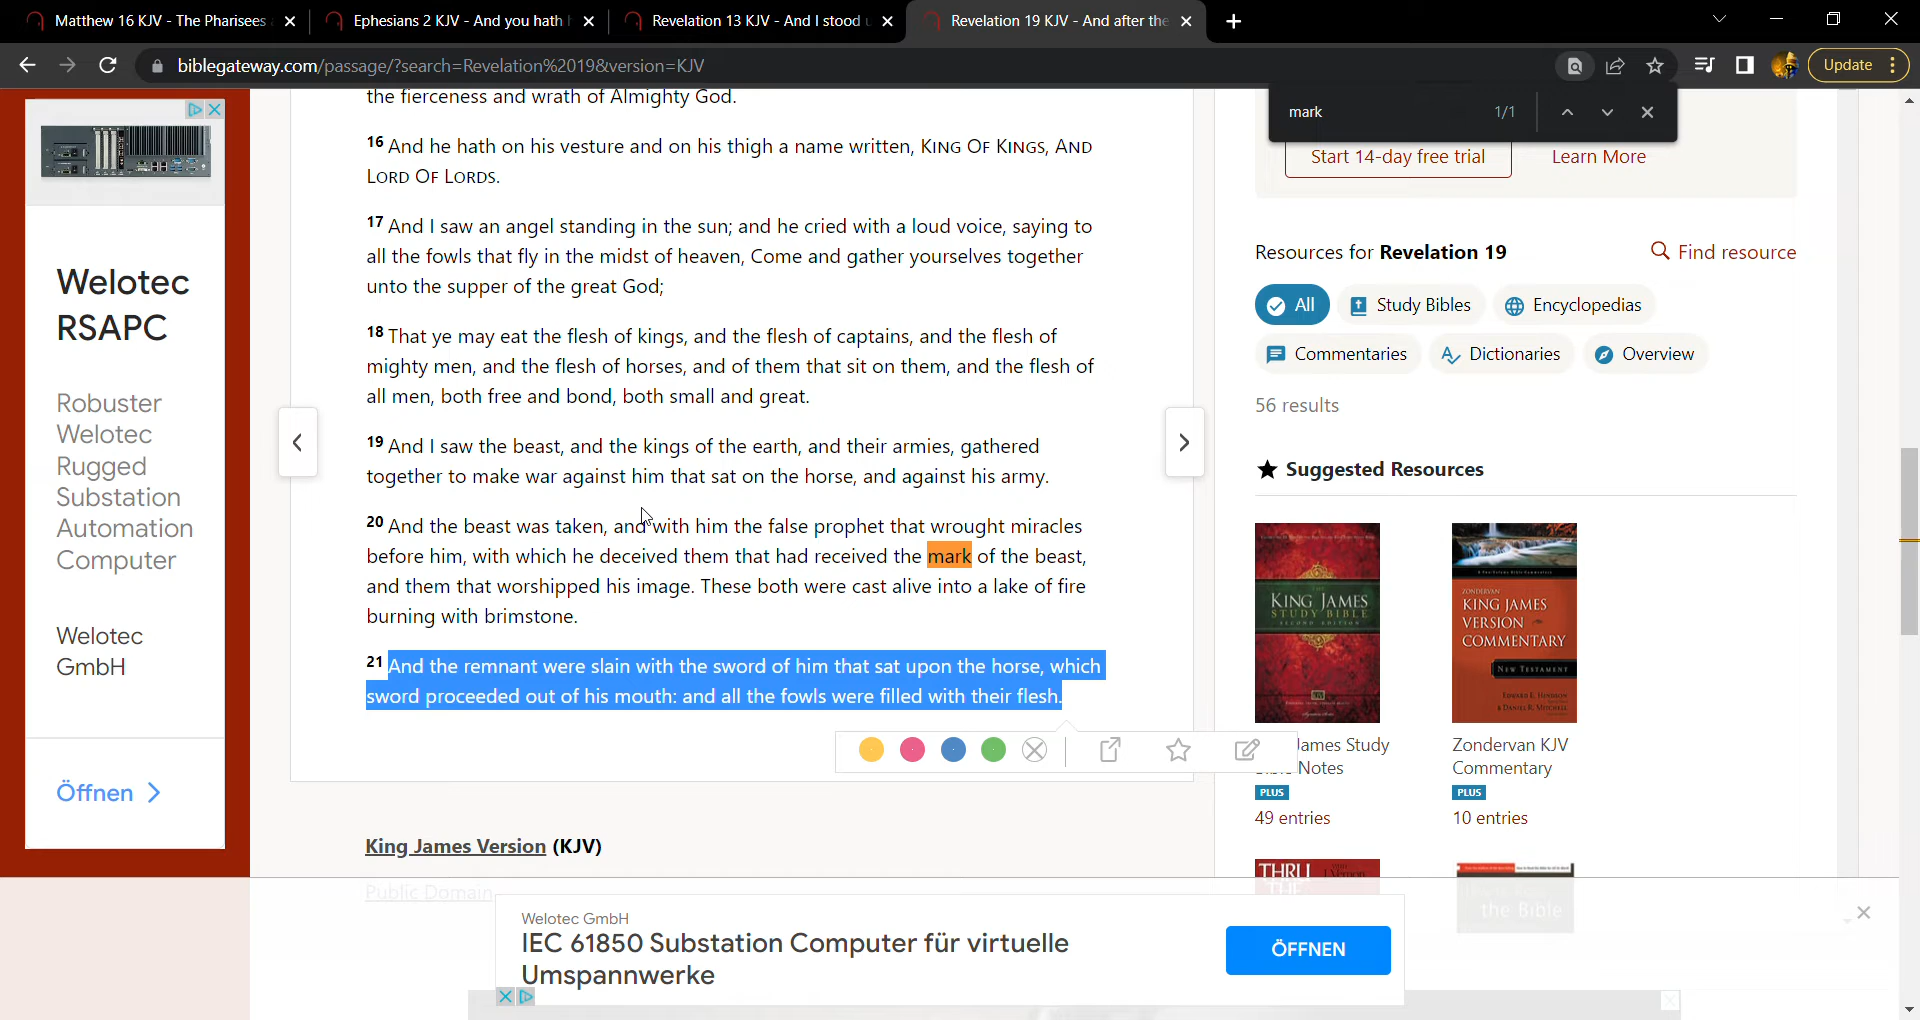 Matthew 16 KJV - The Pharisees
Ephesians 2 KJV - And you hath
Revelation 13 KJV - And I stood
Revelation 19 KJV - And after the
biblegateway.com/passage/?search=Revelation%2019&version=KJV
Update
mark 1/1
Welotec
RSAPC
Robuster
Welotec
Rugged
Substation
Automation
Computer
Welotec
GmbH
Öffnen
the fierceness and wrath of Almighty God.
16 And he hath on his vesture and on his thigh a name written, KING OF KINGS, AND
LORD OF LORDS.
17 And I saw an angel standing in the sun; and he cried with a loud voice, saying to
all the fowls that fly in the midst of heaven, Come and gather yourselves together
unto the supper of the great God;
18 That ye may eat the flesh of kings, and the flesh of captains, and the flesh of
mighty men, and the flesh of horses, and of them that sit on them, and the flesh of
all men, both free and bond, both small and great.
19 And I saw the beast, and the kings of the earth, and their armies, gathered
together to make war against him that sat on the horse, and against his army.
20 And the beast was taken, and with him the false prophet that wrought miracles
before him, with which he deceived them that had received the mark of the beast,
and them that worshipped his image. These both were cast alive into a lake of fire
burning with brimstone.
21 And the remnant were slain with the sword of him that sat upon the horse, which
sword proceeded out of his mouth: and all the fowls were filled with their flesh.
King James Version (KJV)
Public Domain
Start 14-day free trial
Learn More
Resources for Revelation 19
Find resource
All
Study Bibles
Encyclopedias
Commentaries
Dictionaries
Overview
56 results
Suggested Resources
KING JAMES
STUDY BIBLE
SECOND EDITION
James Study
Notes
PLUS
49 entries
ZONDERVAN
KING JAMES
VERSION
COMMENTARY
NEW TESTAMENT
Zondervan KJV
Commentary
PLUS
10 entries
THRU
THE
the Bible
Welotec GmbH
IEC 61850 Substation Computer für virtuelle
Umspannwerke
ÖFFNEN